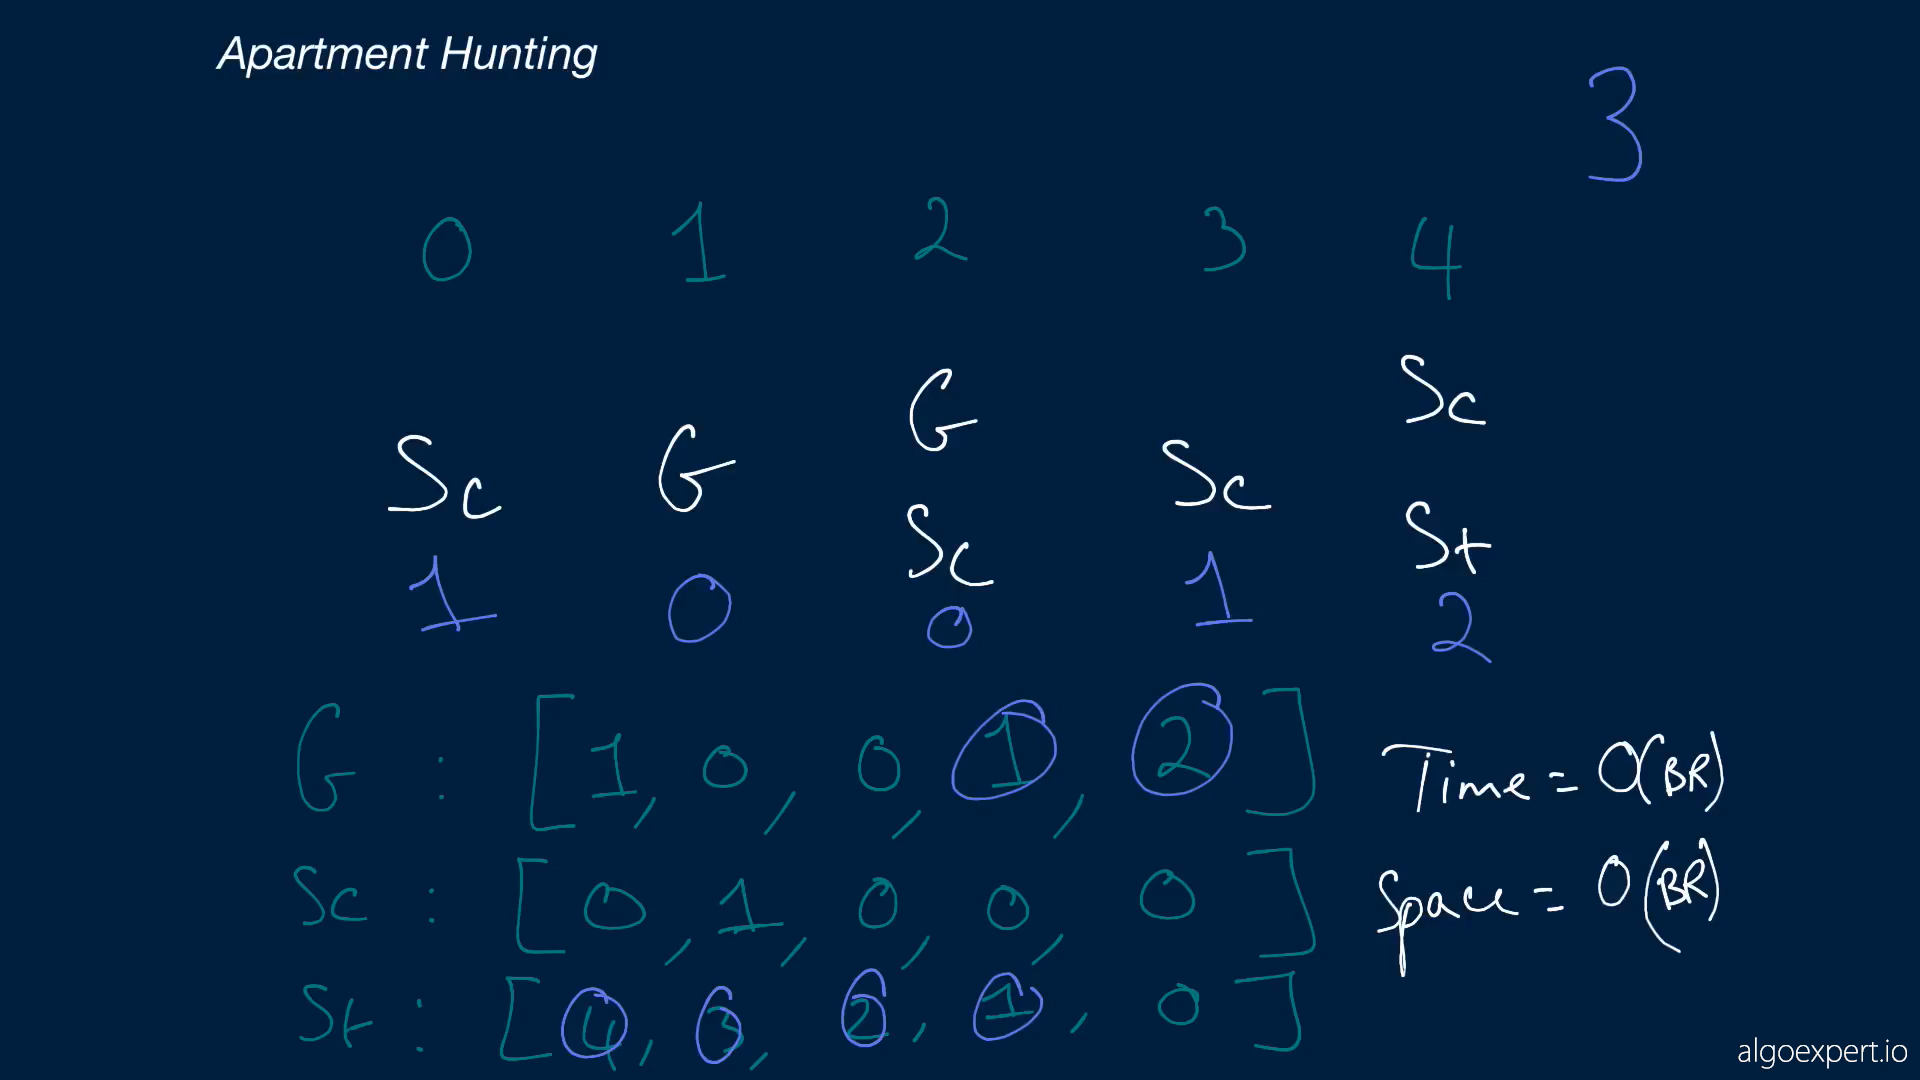 Apartment Hunting
3
0 1 2 3 4
G Sc
Sc G Sc Sc St
1 0 0 1 2
G : [1, 0, 0, 1, 2]
Time = O(BR)
Sc : [0, 1, 0, 0, 0]
Space = O(BR)
St : [4, 3, 2, 1, 0]
algoexpert.io